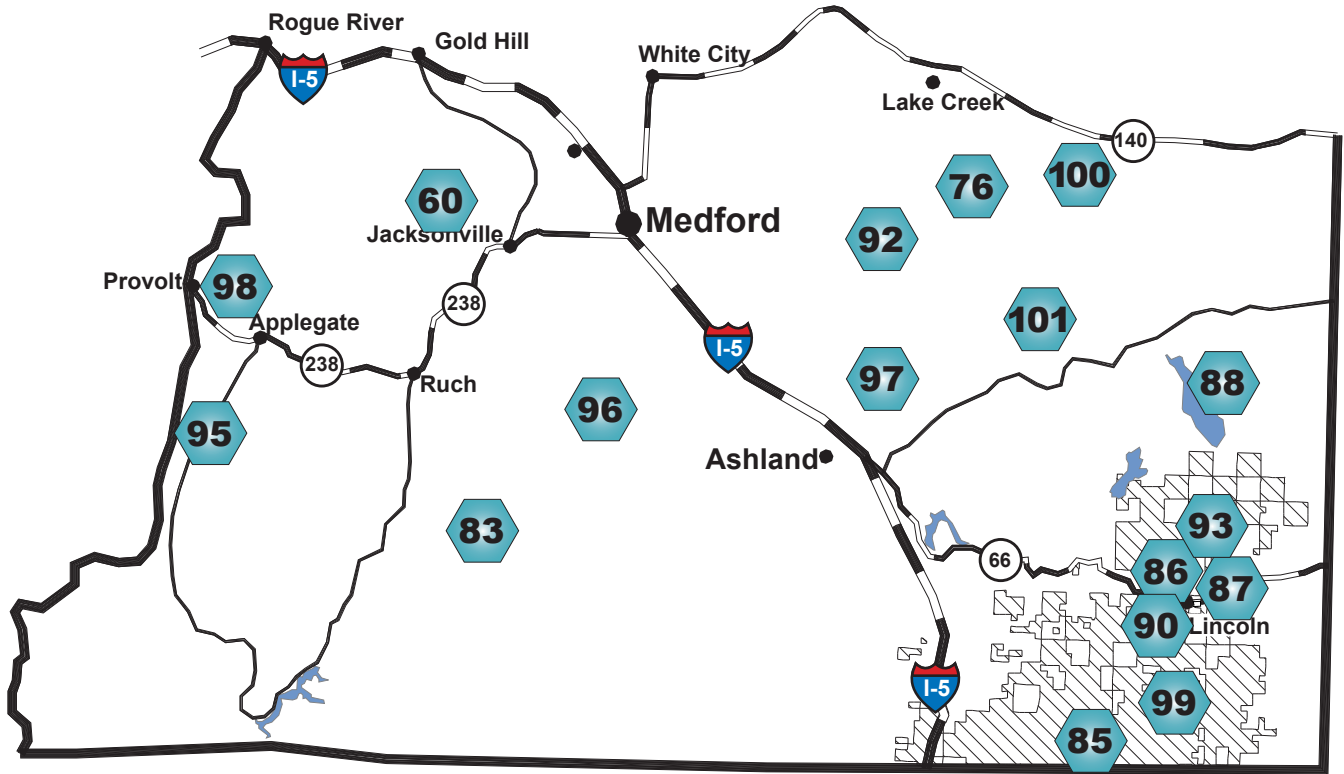 Rogue River
Gold Hill
I-5
White City
Lake Creek
140
60
76
100
Medford
92
Jacksonville
Provolt
98
238
101
Applegate
I-5
238
Ruch
97
88
96
95
Ashland
93
83
66
86
87
90
Lincoln
I-5
99
85